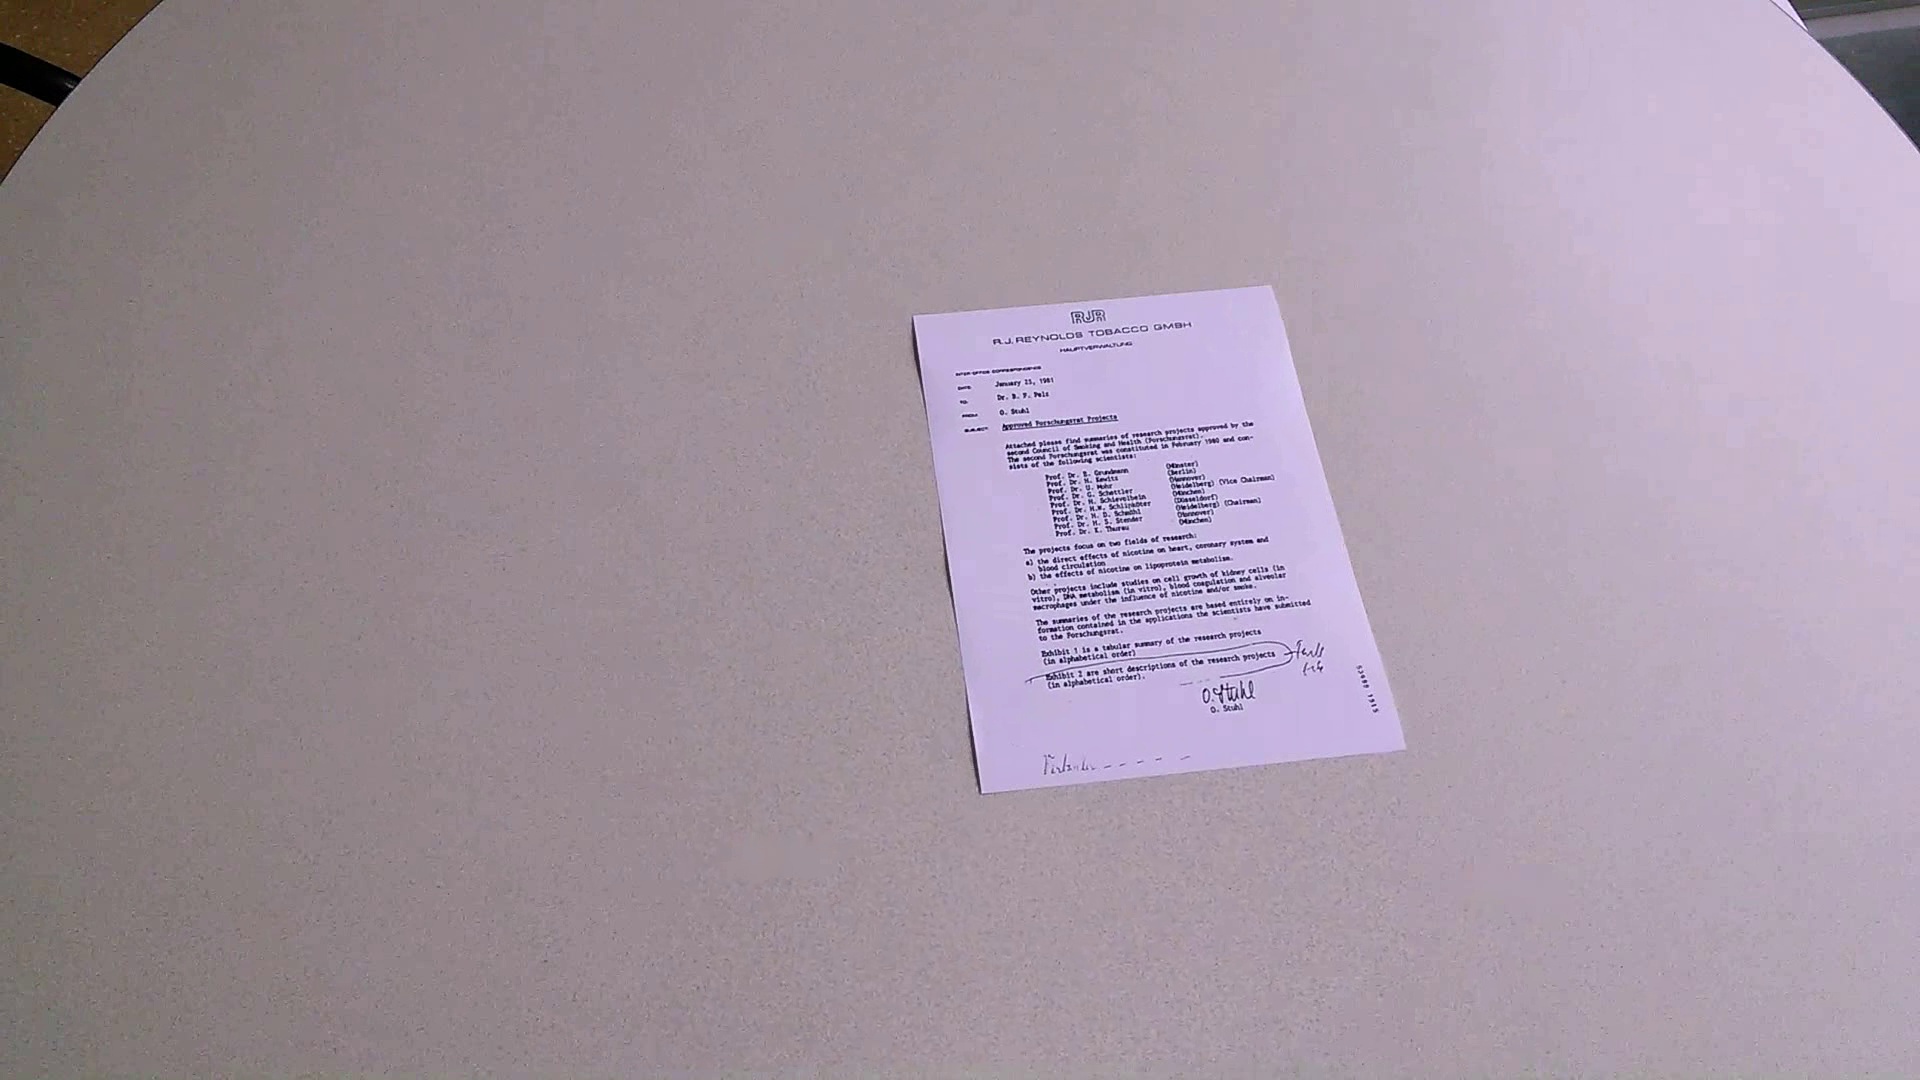 RJR
R.J. REYNOLDS TOBACCO GMBH
HAUPTVERWALTUNG
INTER-OFFICE CORRESPONDENCE
DATE: January 23, 1981
TO: Dr. B. F. Pelz
FROM: O. Stuhl
SUBJECT: Approved Forschungsrat Projects
Attached please find summaries of research projects approved by the
second Council of Smoking and Health (Forschungsrat).
The second Forschungsrat was constituted in February 1980 and con-
sists of the following scientists:
Prof. Dr. E. Grundmann (Münster)
Prof. Dr. H. Kewitz (Berlin)
Prof. Dr. U. Mohr (Hannover)
Prof. Dr. G. Schettler (Heidelberg) (Vice Chairman)
Prof. Dr. H. Schievelbein (München)
Prof. Dr. H.W. Schlipköter (Düsseldorf)
Prof. Dr. H. D. Schmähl (Heidelberg) (Chairman)
Prof. Dr. H. S. Stender (Hannover)
Prof. Dr. K. Thurau (München)
The projects focus on two fields of research:
a) the direct effects of nicotine on heart, coronary system and
blood circulation
b) the effects of nicotine on lipoprotein metabolism.
Other projects include studies on cell growth of kidney cells (in
vitro), DNA metabolism (in vitro), blood coagulation and alveolar
macrophages under the influence of nicotine and/or smoke.
The summaries of the research projects are based entirely on in-
formation contained in the applications the scientists have submitted
to the Forschungsrat.
Exhibit 1 is a tabular summary of the research projects
(in alphabetical order)
Exhibit 2 are short descriptions of the research projects
(in alphabetical order).
O. Stuhl
O. Stuhl